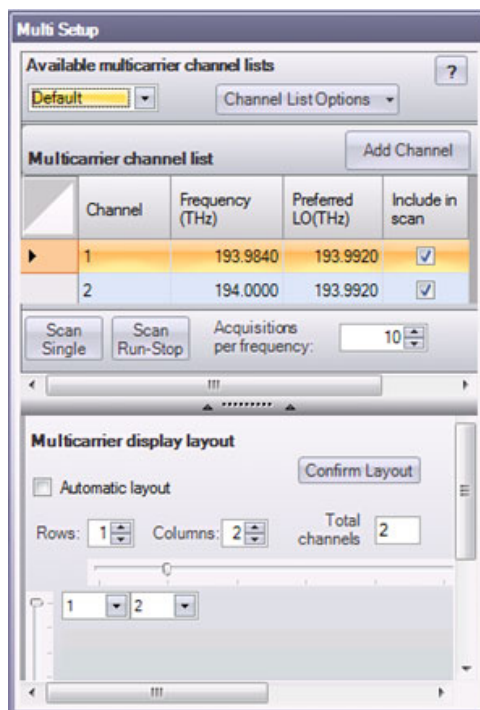 Multi Setup
Available multicarrier channel lists
?
Default
Channel List Options
Multicarrier channel list
Add Channel
Channel Frequency (THz) Preferred LO(THz) Include in scan
1 193.9840 193.9920
2 194.0000 193.9920
Scan Single
Scan Run-Stop
Acquisitions per frequency:
10
Multicarrier display layout
Confirm Layout
Automatic layout
Rows: 1 Columns: 2 Total channels 2
1 2